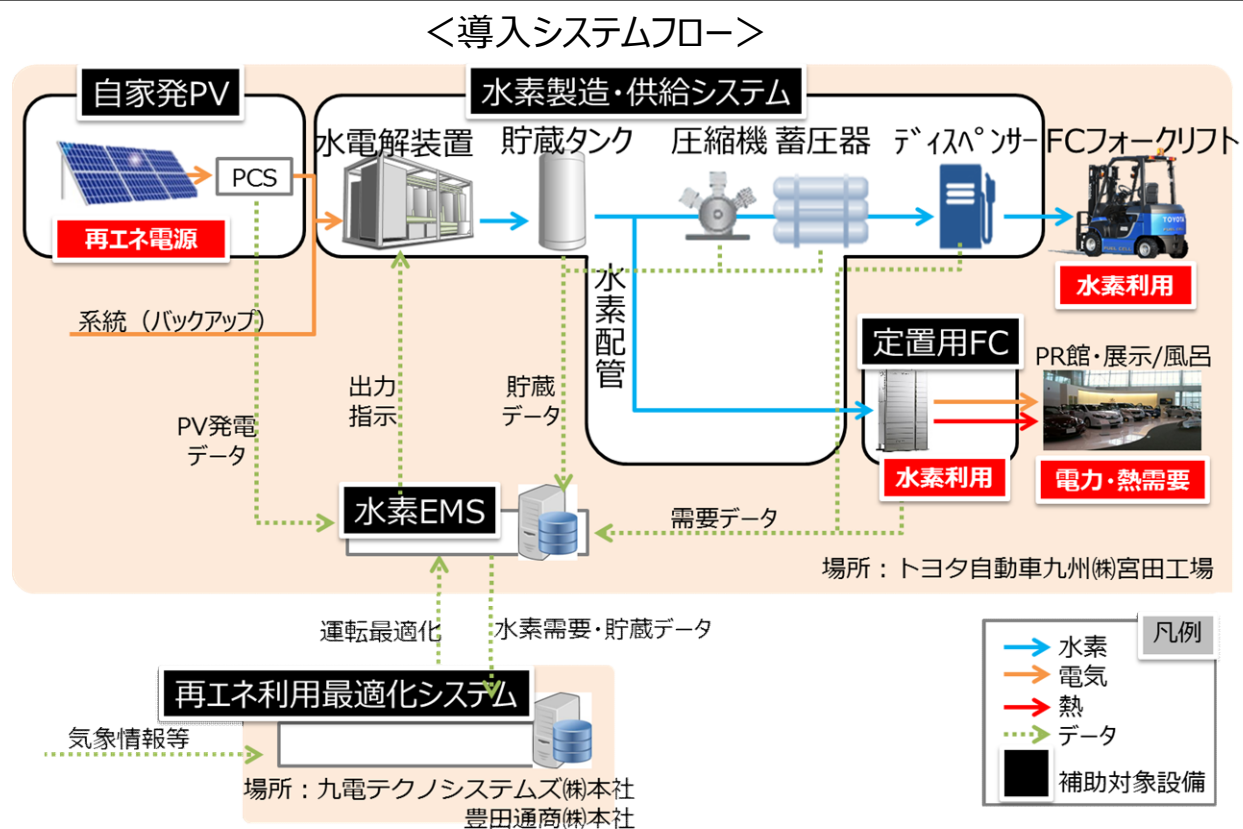 ＜導入システムフロー＞
自家発PV
水素製造・供給システム
水電解装置
貯蔵タンク
圧縮機
蓄圧器
ディスペンサー
FCフォークリフト
PCS
再エネ電源
TOYOTA
FUEL CELL
水素利用
系統（バックアップ）
水素配管
定置用FC
PR館・展示/風呂
出力
指示
貯蔵
データ
PV発電
データ
水素利用
電力・熱需要
水素EMS
需要データ
場所：トヨタ自動車九州㈱宮田工場
運転最適化
水素需要・貯蔵データ
再エネ利用最適化システム
気象情報等
場所：九電テクノシステムズ㈱本社
豊田通商㈱本社
凡例
水素
電気
熱
データ
補助対象設備